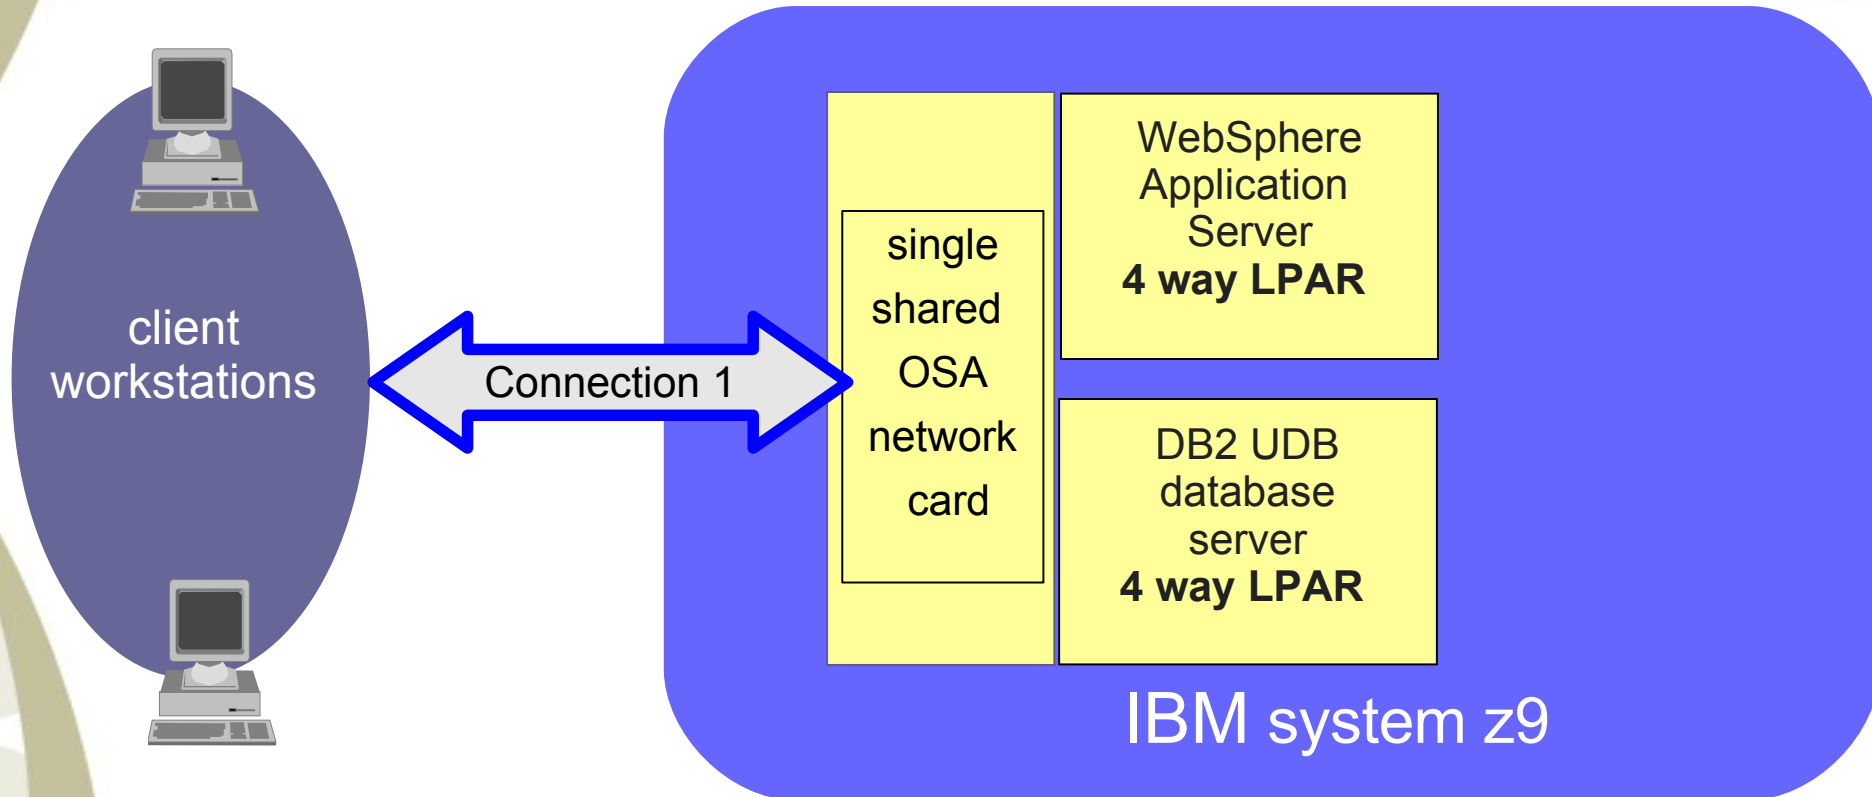 client
workstations
Connection 1
single
shared
OSA
network
card
WebSphere
Application
Server
4 way LPAR
DB2 UDB
database
server
4 way LPAR
IBM system z9